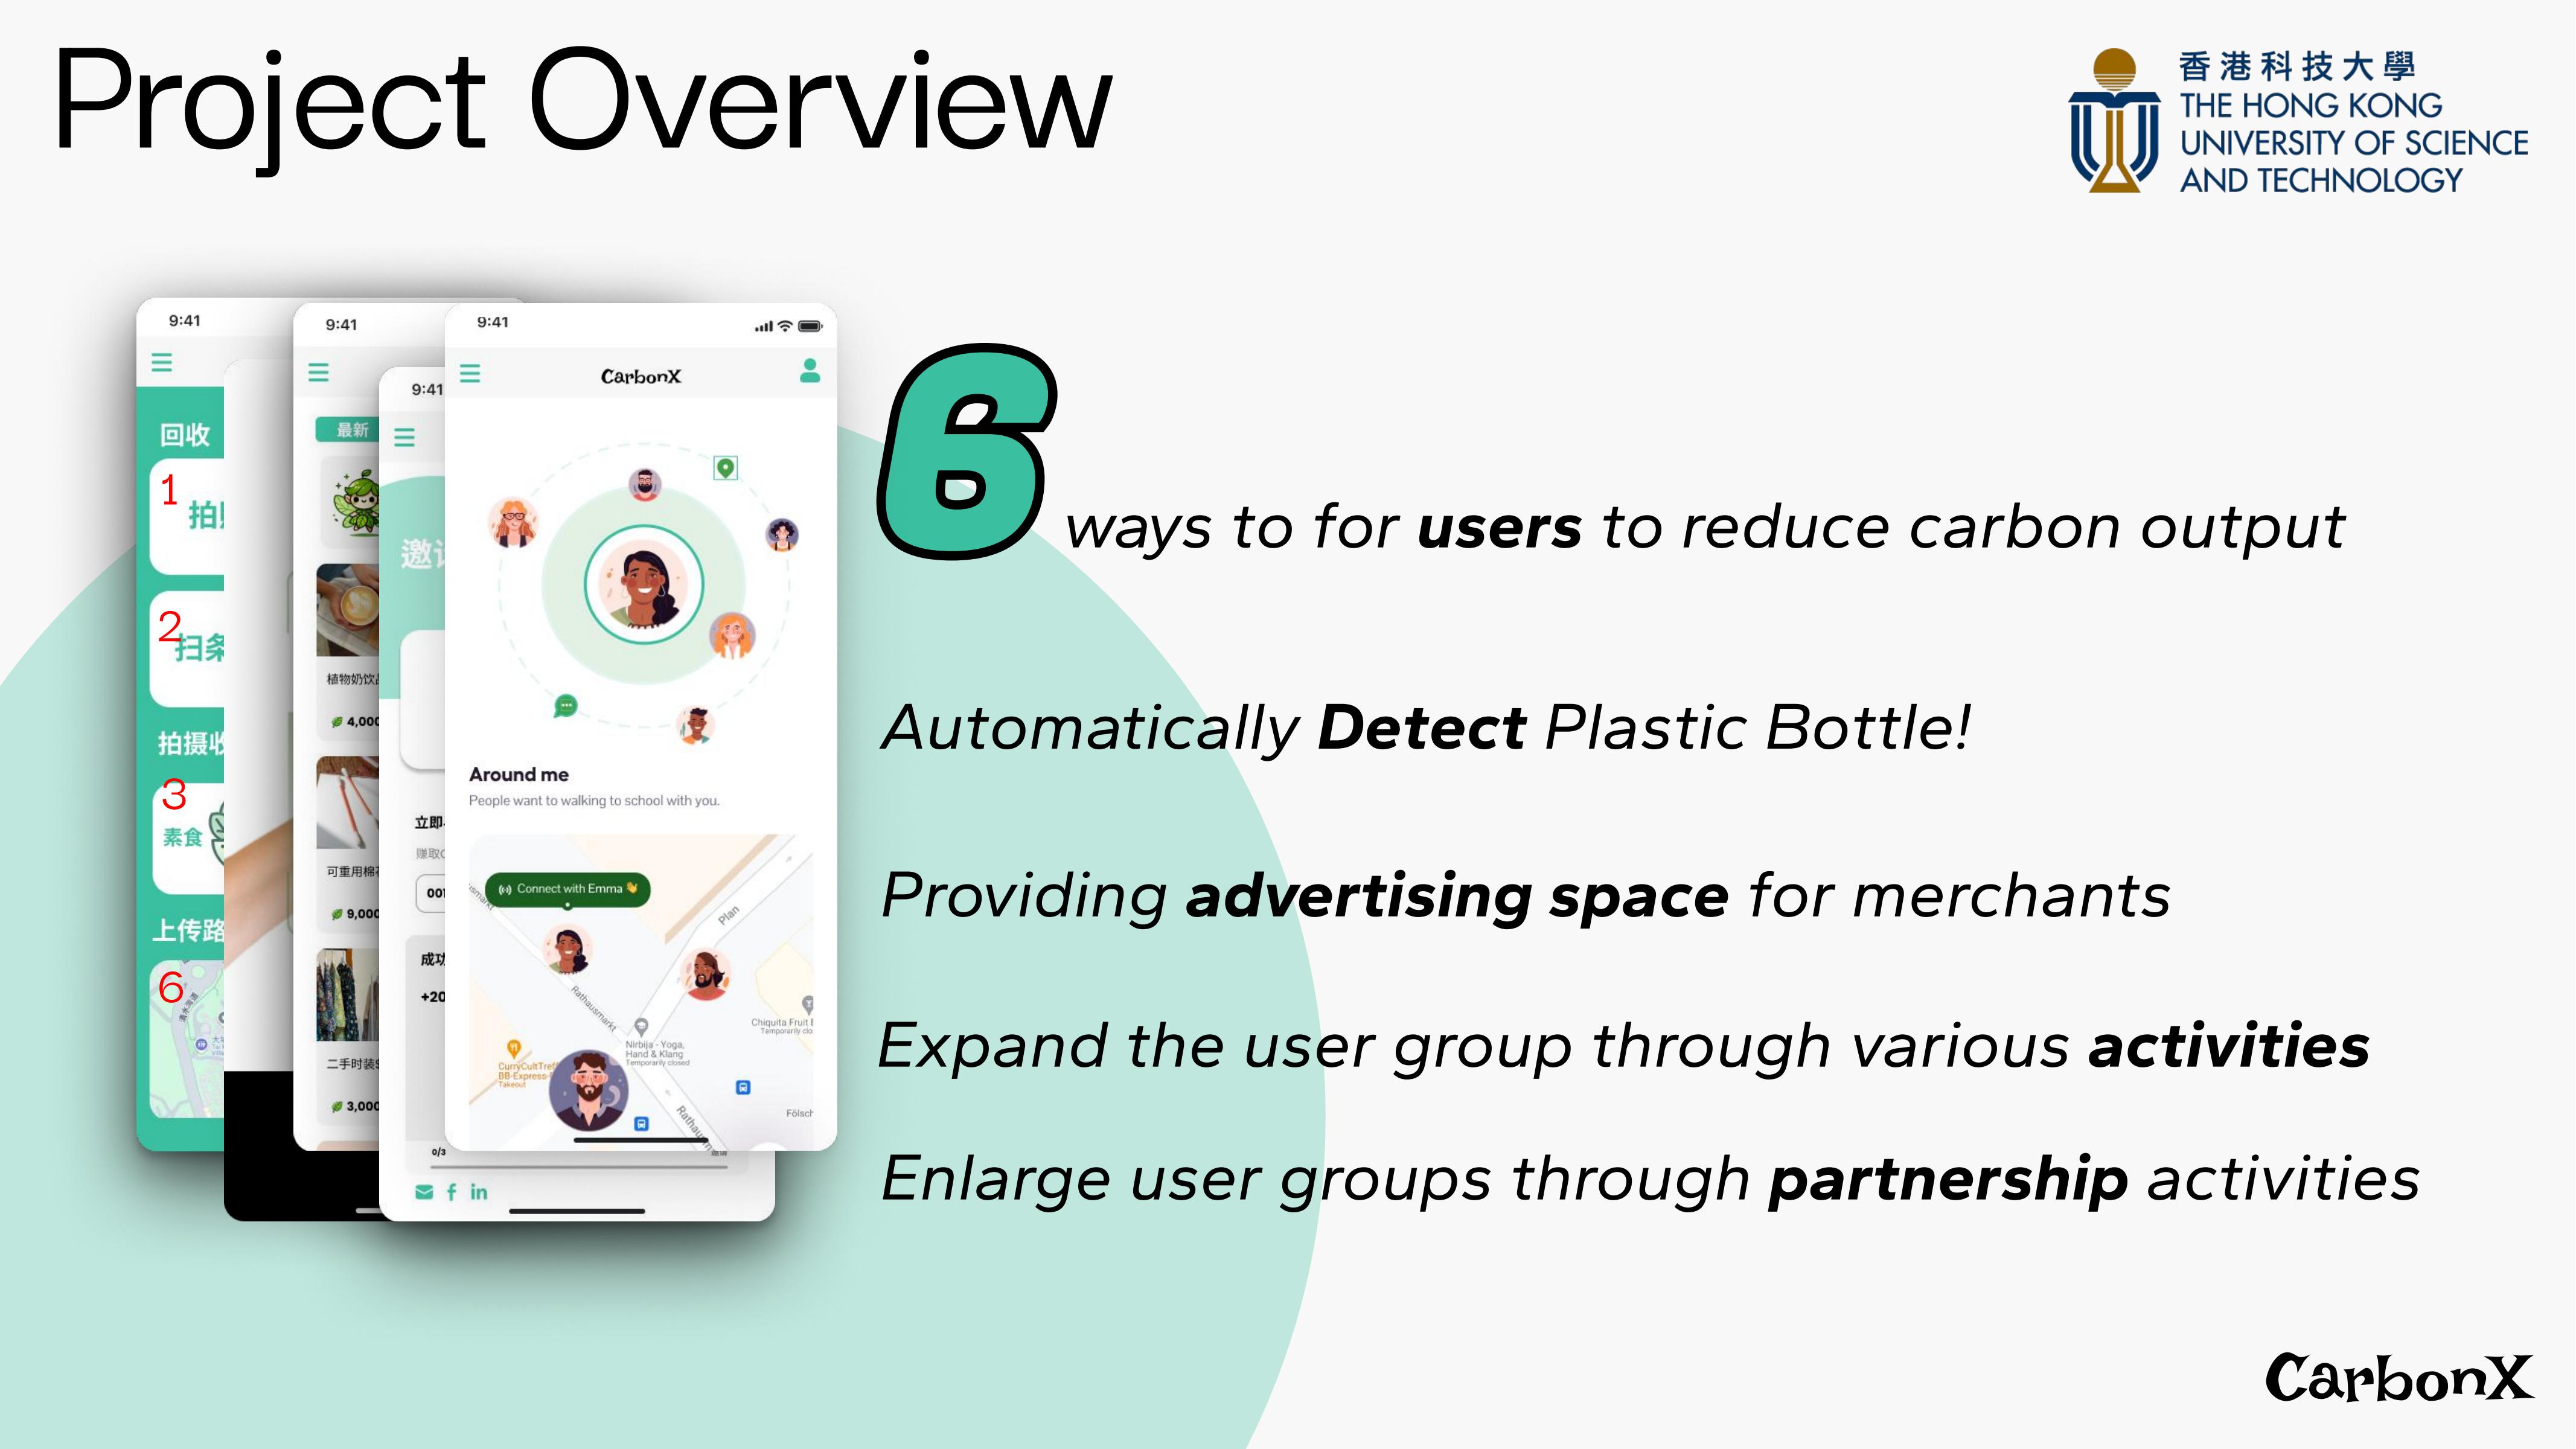 Project Overview
香港科技大學
THE HONG KONG
UNIVERSITY OF SCIENCE
AND TECHNOLOGY
9:41
回收
1
拍
2
扫条
拍摄收
3
素食
上传路
6
9:41
最新
植物奶饮品
4,000
可重用棉
9,000
二手时装
3,000
9:41
邀
立即
赚取
001
成功
+20
0/3
邀请
9:41
CarbonX
Around me
People want to walking to school with you.
Connect with Emma 👋
Plan
Rathausmarkt
Chiquita Fruit
Temporarily clo
Nirbija - Yoga,
Hand & Klang
Temporarily closed
CurryCultTref
BB-Express-
Takeout
Rathausm
Fölsch
6
ways to for users to reduce carbon output
Automatically Detect Plastic Bottle!
Providing advertising space for merchants
Expand the user group through various activities
Enlarge user groups through partnership activities
CarbonX